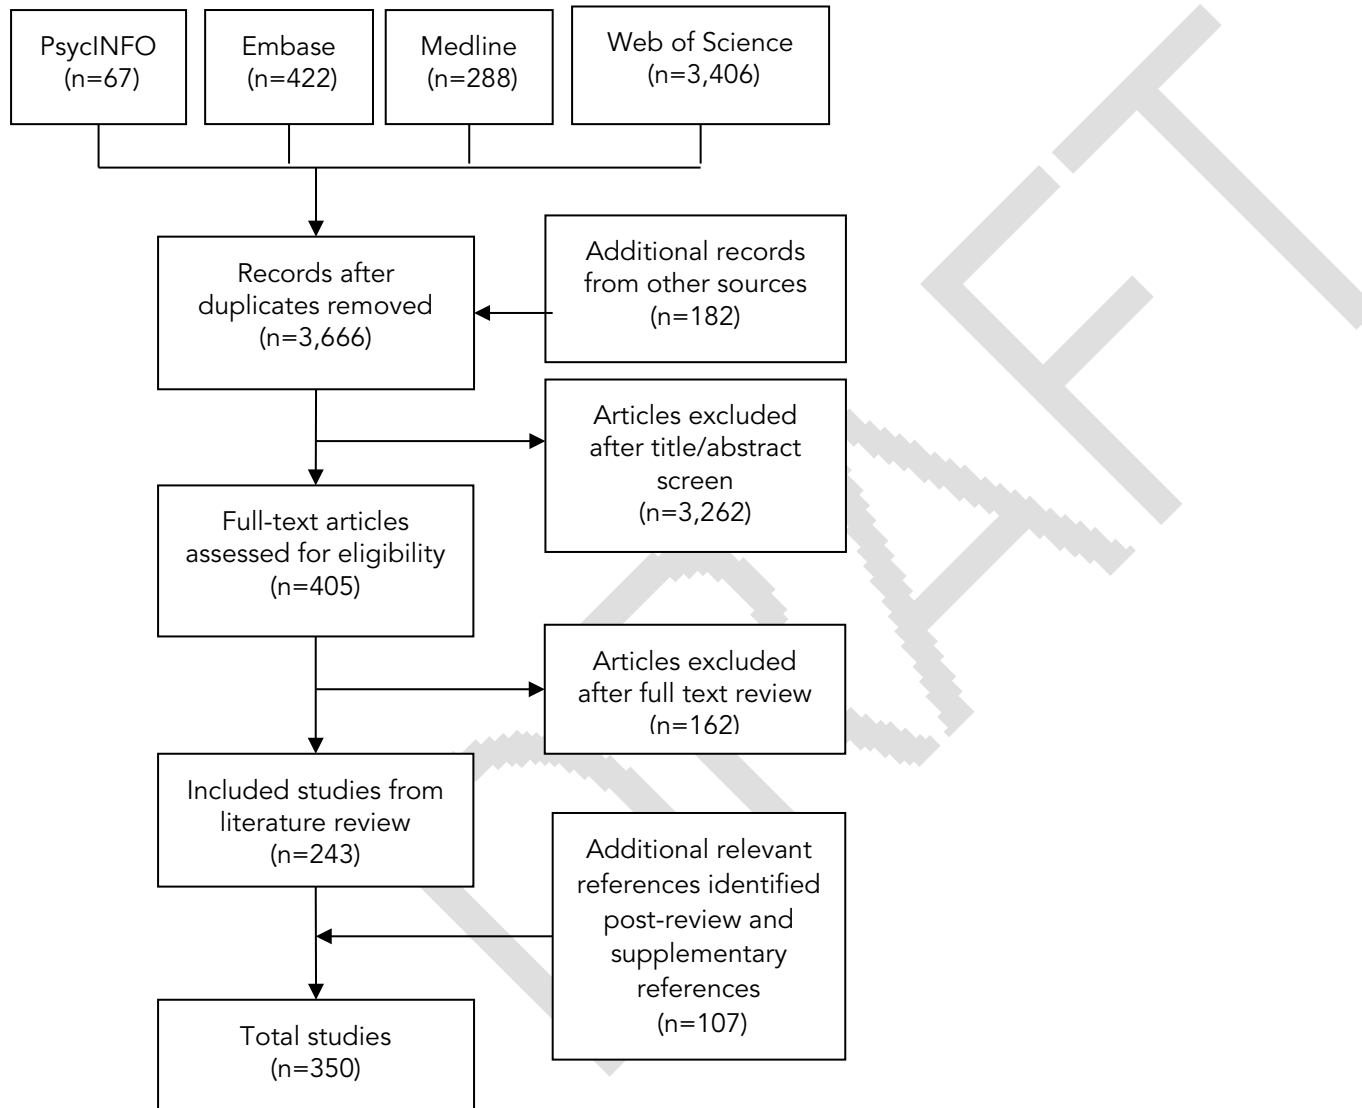 PsycINFO
(n=67)
Embase
(n=422)
Medline
(n=288)
Web of Science
(n=3,406)
Records after
duplicates removed
(n=3,666)
Additional records
from other sources
(n=182)
Articles excluded
after title/abstract
screen
(n=3,262)
Full-text articles
assessed for eligibility
(n=405)
Articles excluded
after full text review
(n=162)
Included studies from
literature review
(n=243)
Additional relevant
references identified
post-review and
supplementary
references
(n=107)
Total studies
(n=350)
DRAFT